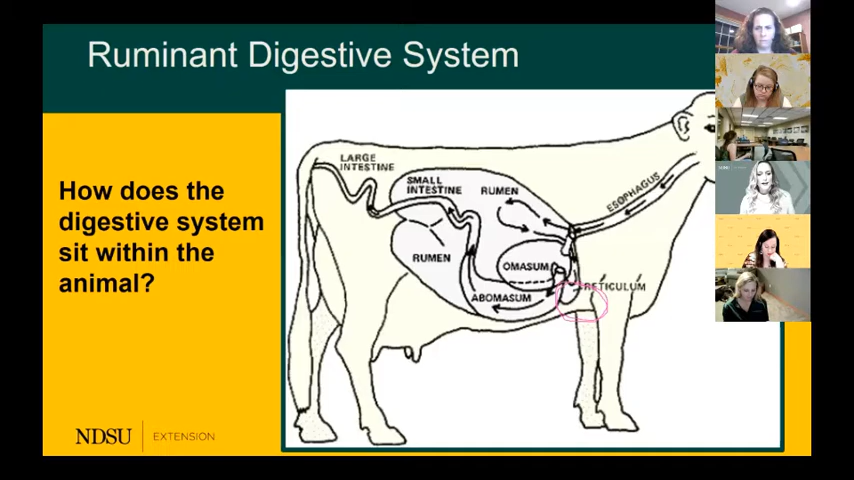 Ruminant Digestive System
How does the
digestive system
sit within the
animal?
LARGE
INTESTINE
SMALL
INTESTINE
RUMEN
ESOPHAGUS
RUMEN
OMASUM
RETICULUM
ABOMASUM
NDSU
EXTENSION